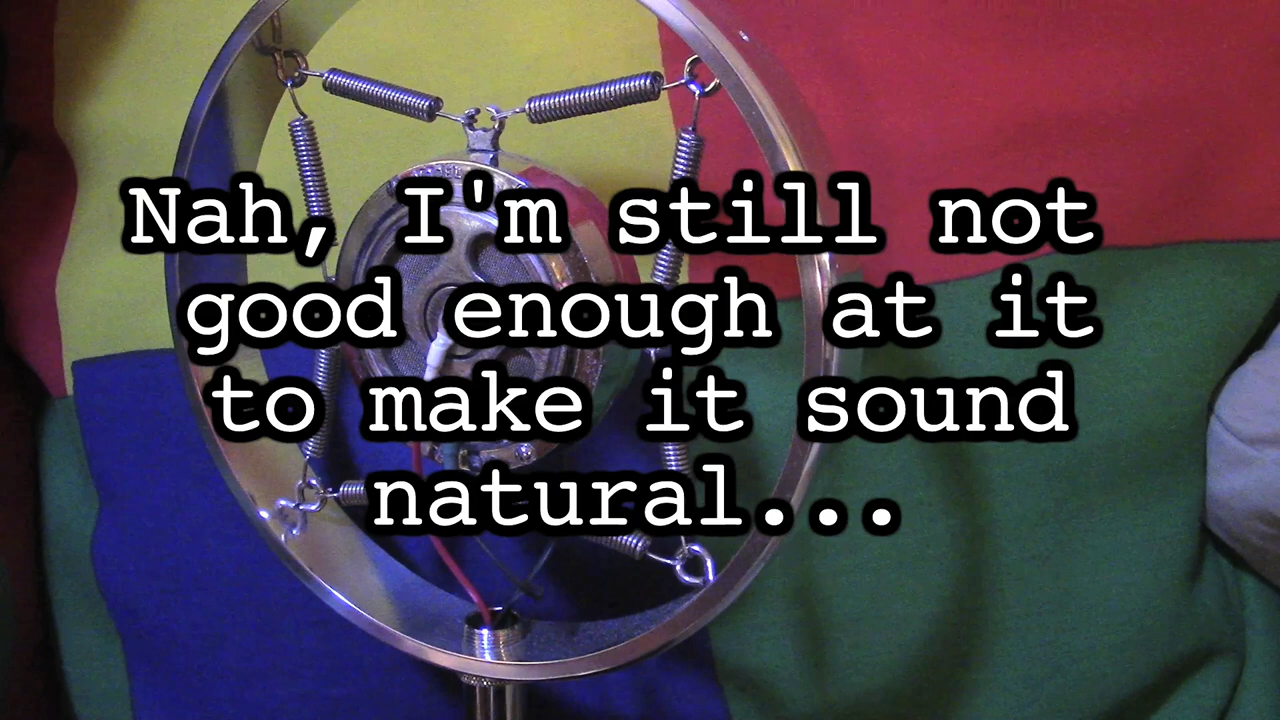 Nah, I'm still not
good enough at it
to make it sound
natural...